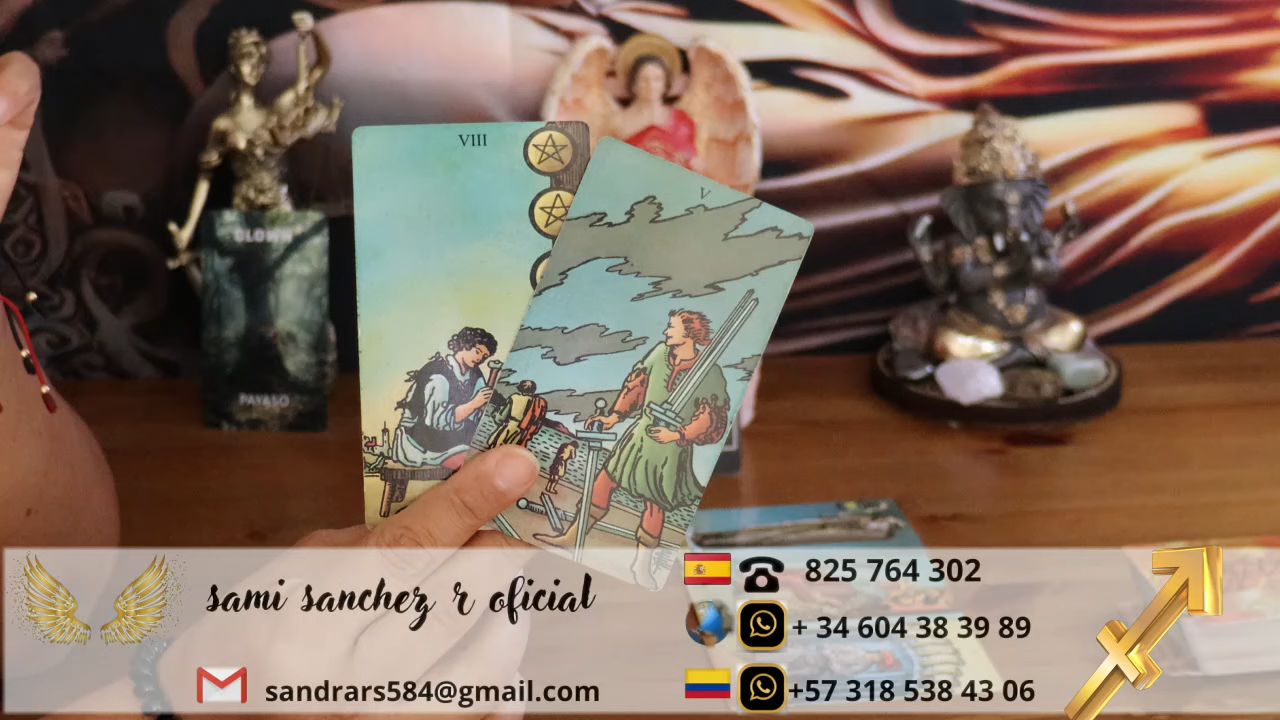 VIII
V
CLOWN
PAYASO
sami sanchez r oficial
sandrars584@gmail.com
825 764 302
+ 34 604 38 39 89
+57 318 538 43 06